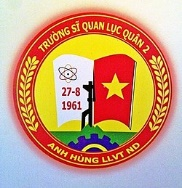 TRƯỜNG SĨ QUAN LỤC QUÂN 2
27-8
1961
ANH HÙNG LLVT ND